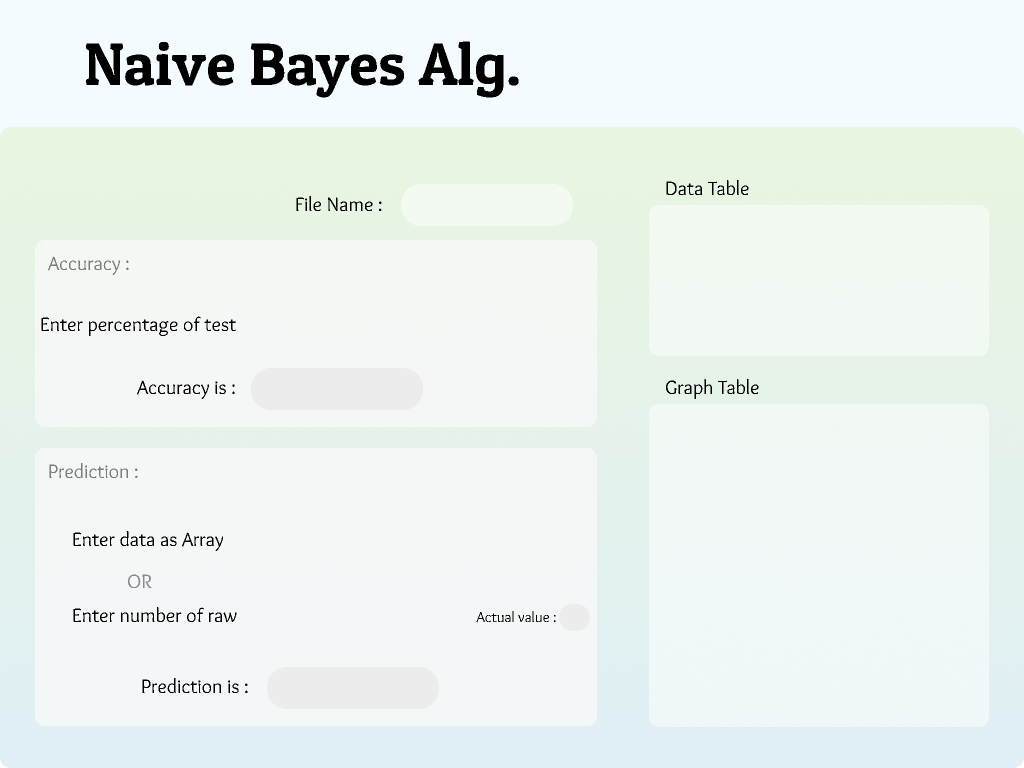 Naive Bayes Alg.
File Name :
Accuracy :
Enter percentage of test
Accuracy is :
Prediction :
Enter data as Array
OR
Enter number of raw
Actual value :
Prediction is :
Data Table
Graph Table